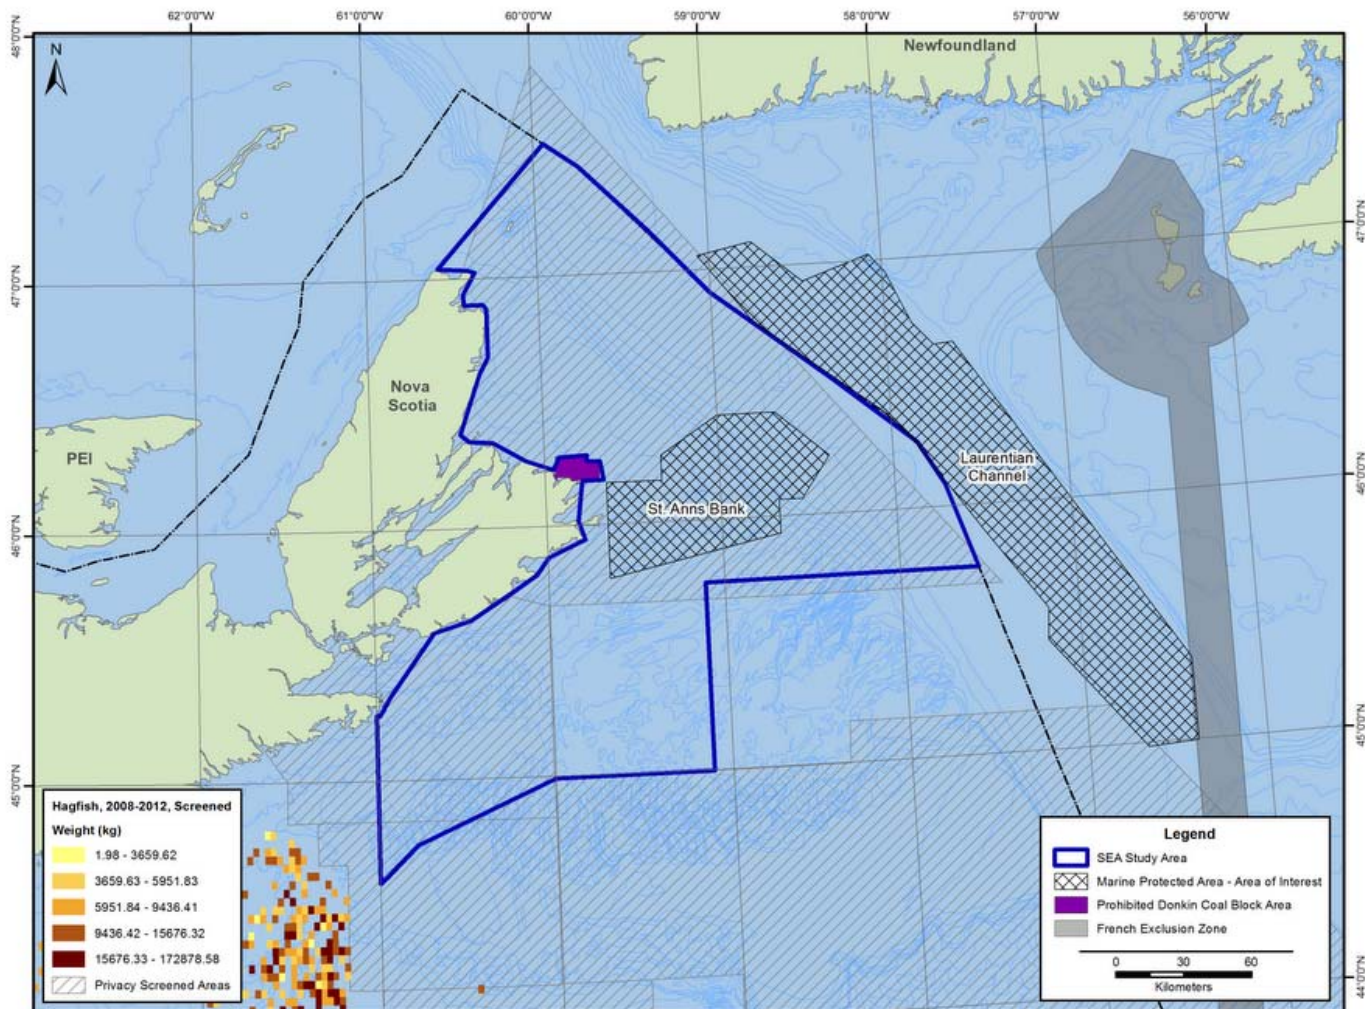 62°0'0"W
61°0'0"W
60°0'0"W
59°0'0"W
58°0'0"W
57°0'0"W
56°0'0"W
48°0'0"N
47°0'0"N
46°0'0"N
45°0'0"N
47°0'0"N
46°0'0"N
45°0'0"N
44°0'0"N
N
Newfoundland
Nova
Scotia
PEI
Laurentian
Channel
St. Anns Bank
Hagfish, 2008-2012, Screened
Weight (kg)
1.98 - 3659.62
3659.63 - 5951.83
5951.84 - 9436.41
9436.42 - 15676.32
15676.33 - 172878.58
Privacy Screened Areas
Legend
SEA Study Area
Marine Protected Area - Area of Interest
Prohibited Donkin Coal Block Area
French Exclusion Zone
0 30 60
Kilometers